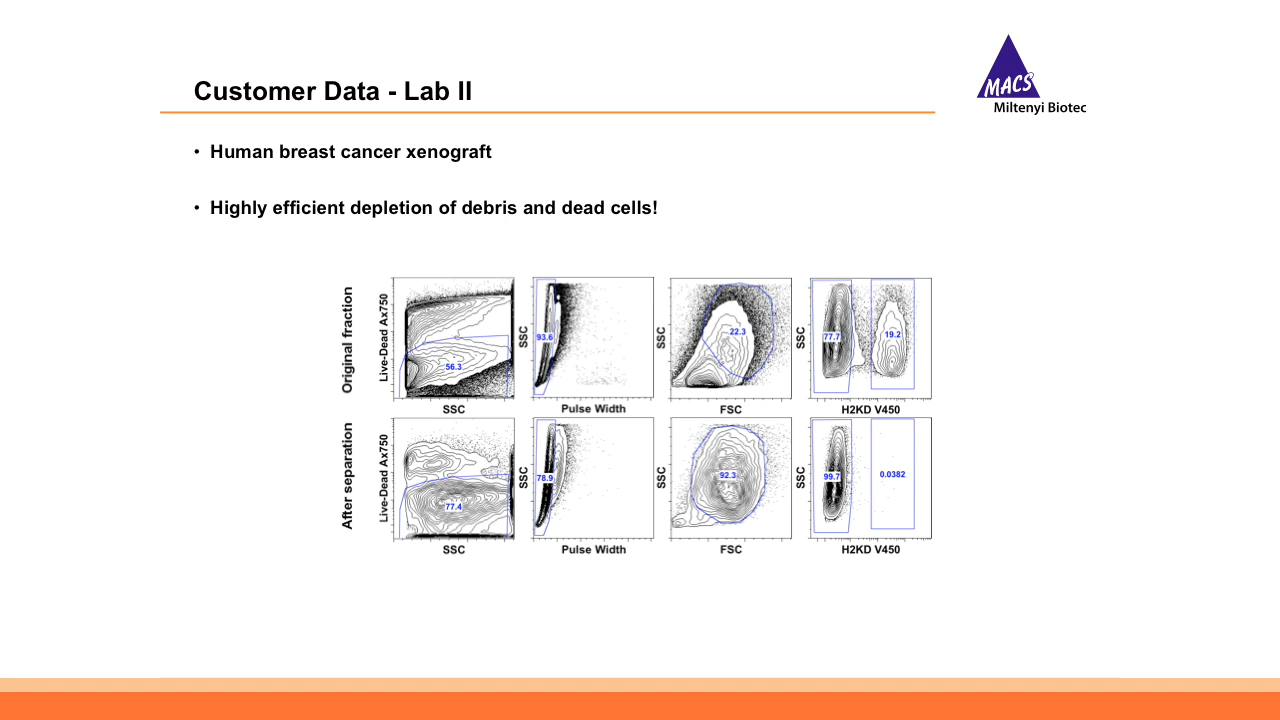 MACS
Miltenyi Biotec
Customer Data - Lab II
• Human breast cancer xenograft
• Highly efficient depletion of debris and dead cells!
Original fraction
Live-Dead Ax750
56.3
SSC
SSC
93.6
Pulse Width
SSC
22.3
FSC
SSC
77.7
19.2
H2KD V450
After separation
Live-Dead Ax750
77.4
SSC
SSC
78.9
Pulse Width
SSC
92.3
FSC
SSC
99.7
0.0382
H2KD V450